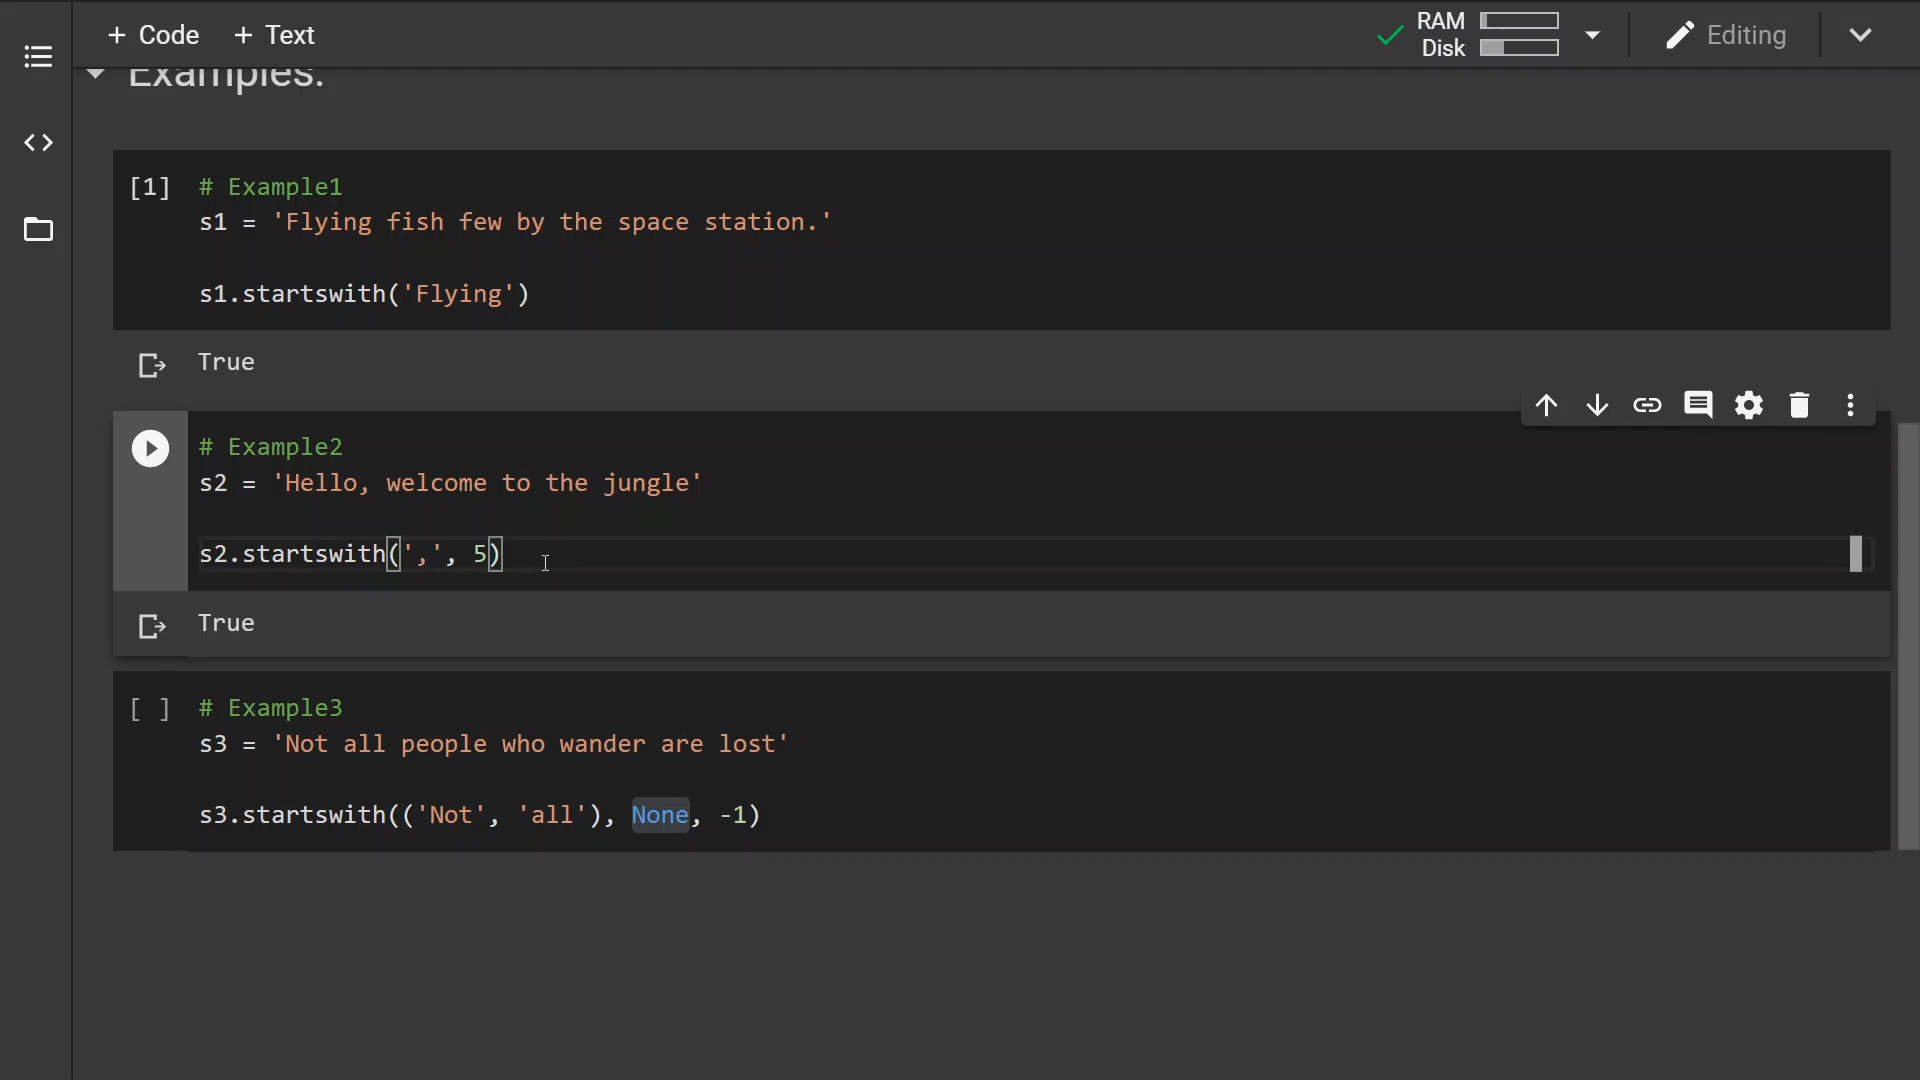 + Code + Text
RAM
Disk
Editing
Examples:
[1] # Example1
s1 = 'Flying fish few by the space station.'
s1.startswith('Flying')
True
# Example2
s2 = 'Hello, welcome to the jungle'
s2.startswith(',', 5)
True
[ ] # Example3
s3 = 'Not all people who wander are lost'
s3.startswith(('Not', 'all'), None, -1)